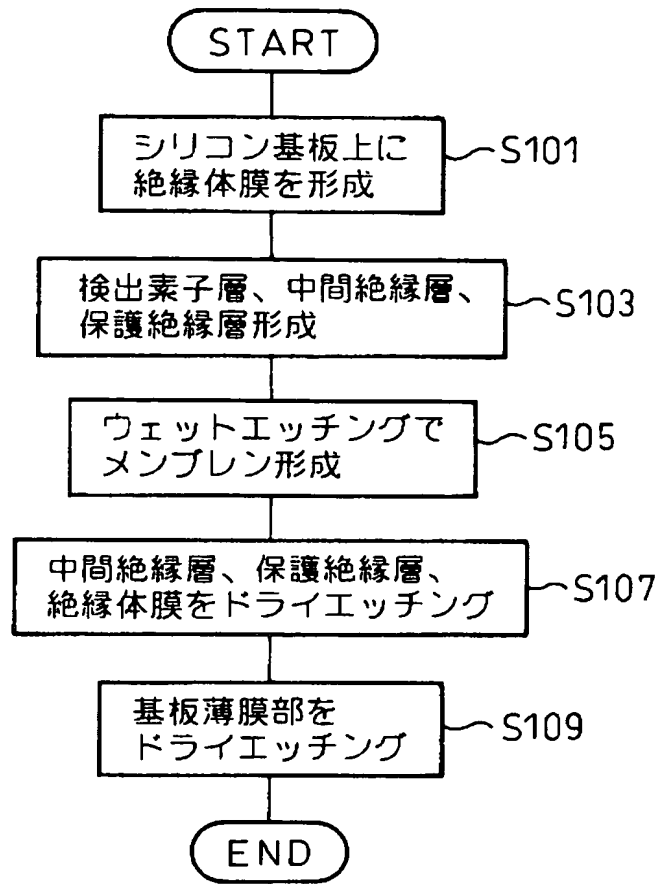 START
シリコン基板上に
絶縁体膜を形成
S101
検出素子層、中間絶縁層、
保護絶縁層形成
S103
ウェットエッチングで
メンブレン形成
S105
中間絶縁層、保護絶縁層、
絶縁体膜をドライエッチング
S107
基板薄膜部を
ドライエッチング
S109
END